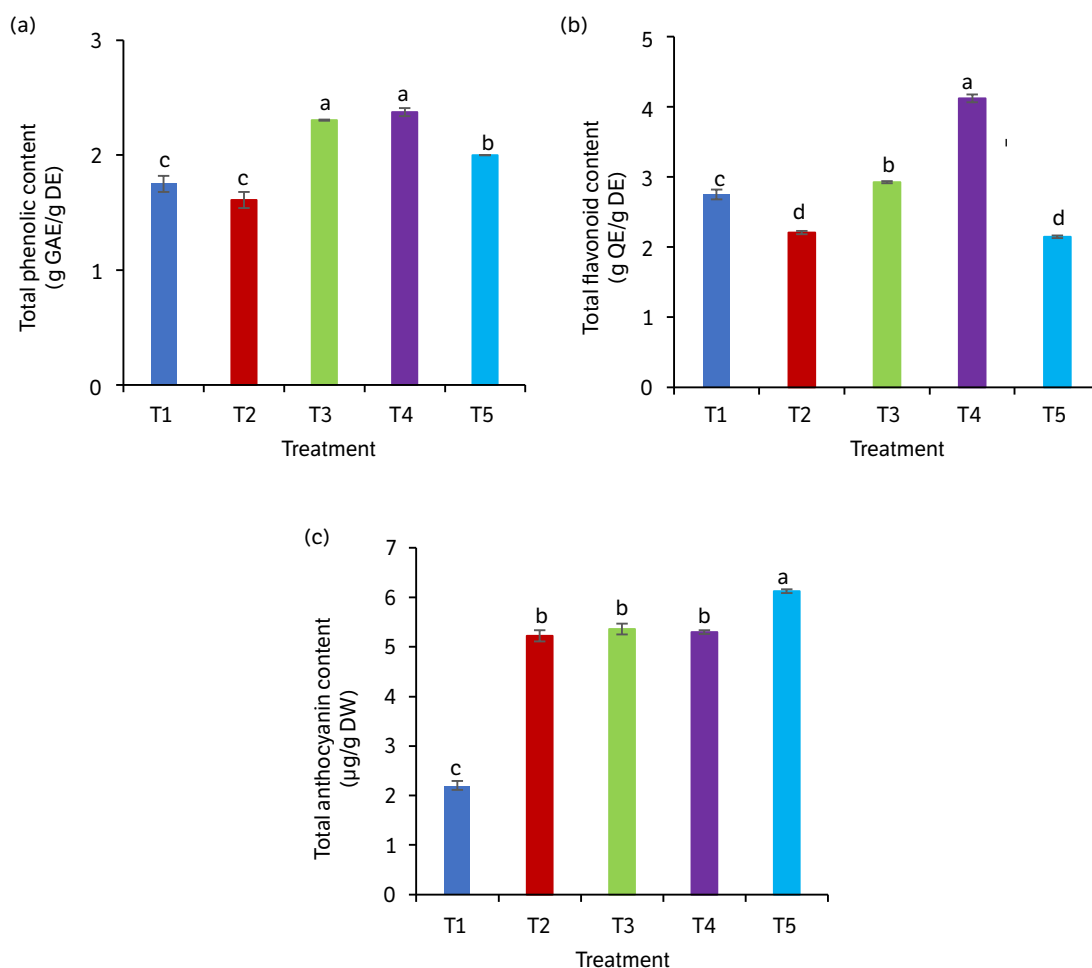 (a)
3
2
1
0
Total phenolic content
(g GAE/g DE)
c
c
a
a
b
T1 T2 T3 T4 T5
Treatment
(b)
5
4
3
2
1
0
Total flavonoid content
(g QE/g DE)
c
d
b
a
d
T1 T2 T3 T4 T5
Treatment
(c)
7
6
5
4
3
2
1
0
Total anthocyanin content
(µg/g DW)
c
b
b
b
a
T1 T2 T3 T4 T5
Treatment